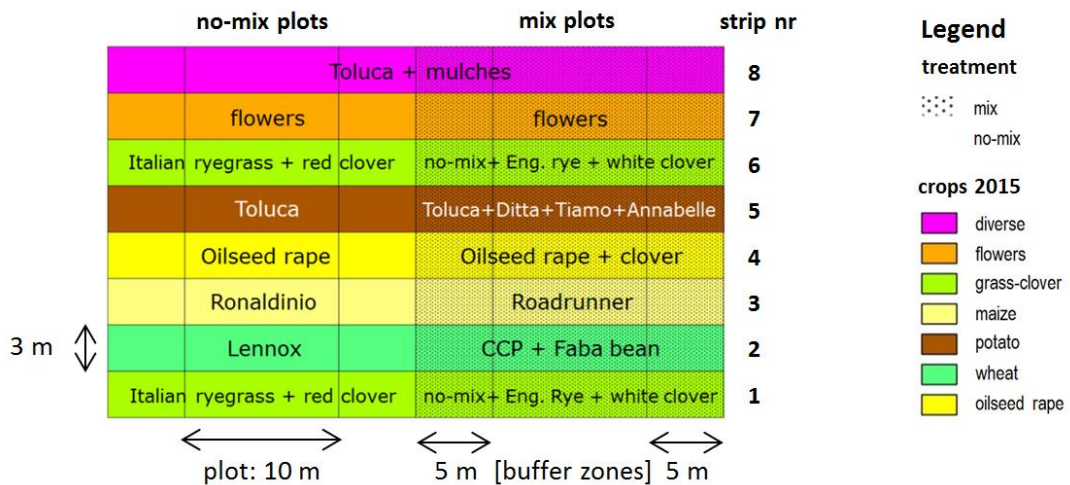 no-mix plots mix plots strip nr
Toluca + mulches 8
flowers flowers 7
Italian ryegrass + red clover no-mix+ Eng. rye + white clover 6
Toluca Toluca+Ditta+Tiamo+Annabelle 5
Oilseed rape Oilseed rape + clover 4
Ronaldinio Roadrunner 3
3 m Lennox CCP + Faba bean 2
Italian ryegrass + red clover no-mix+ Eng. Rye + white clover 1
plot: 10 m 5 m [buffer zones] 5 m
Legend
treatment
mix
no-mix
crops 2015
diverse
flowers
grass-clover
maize
potato
wheat
oilseed rape